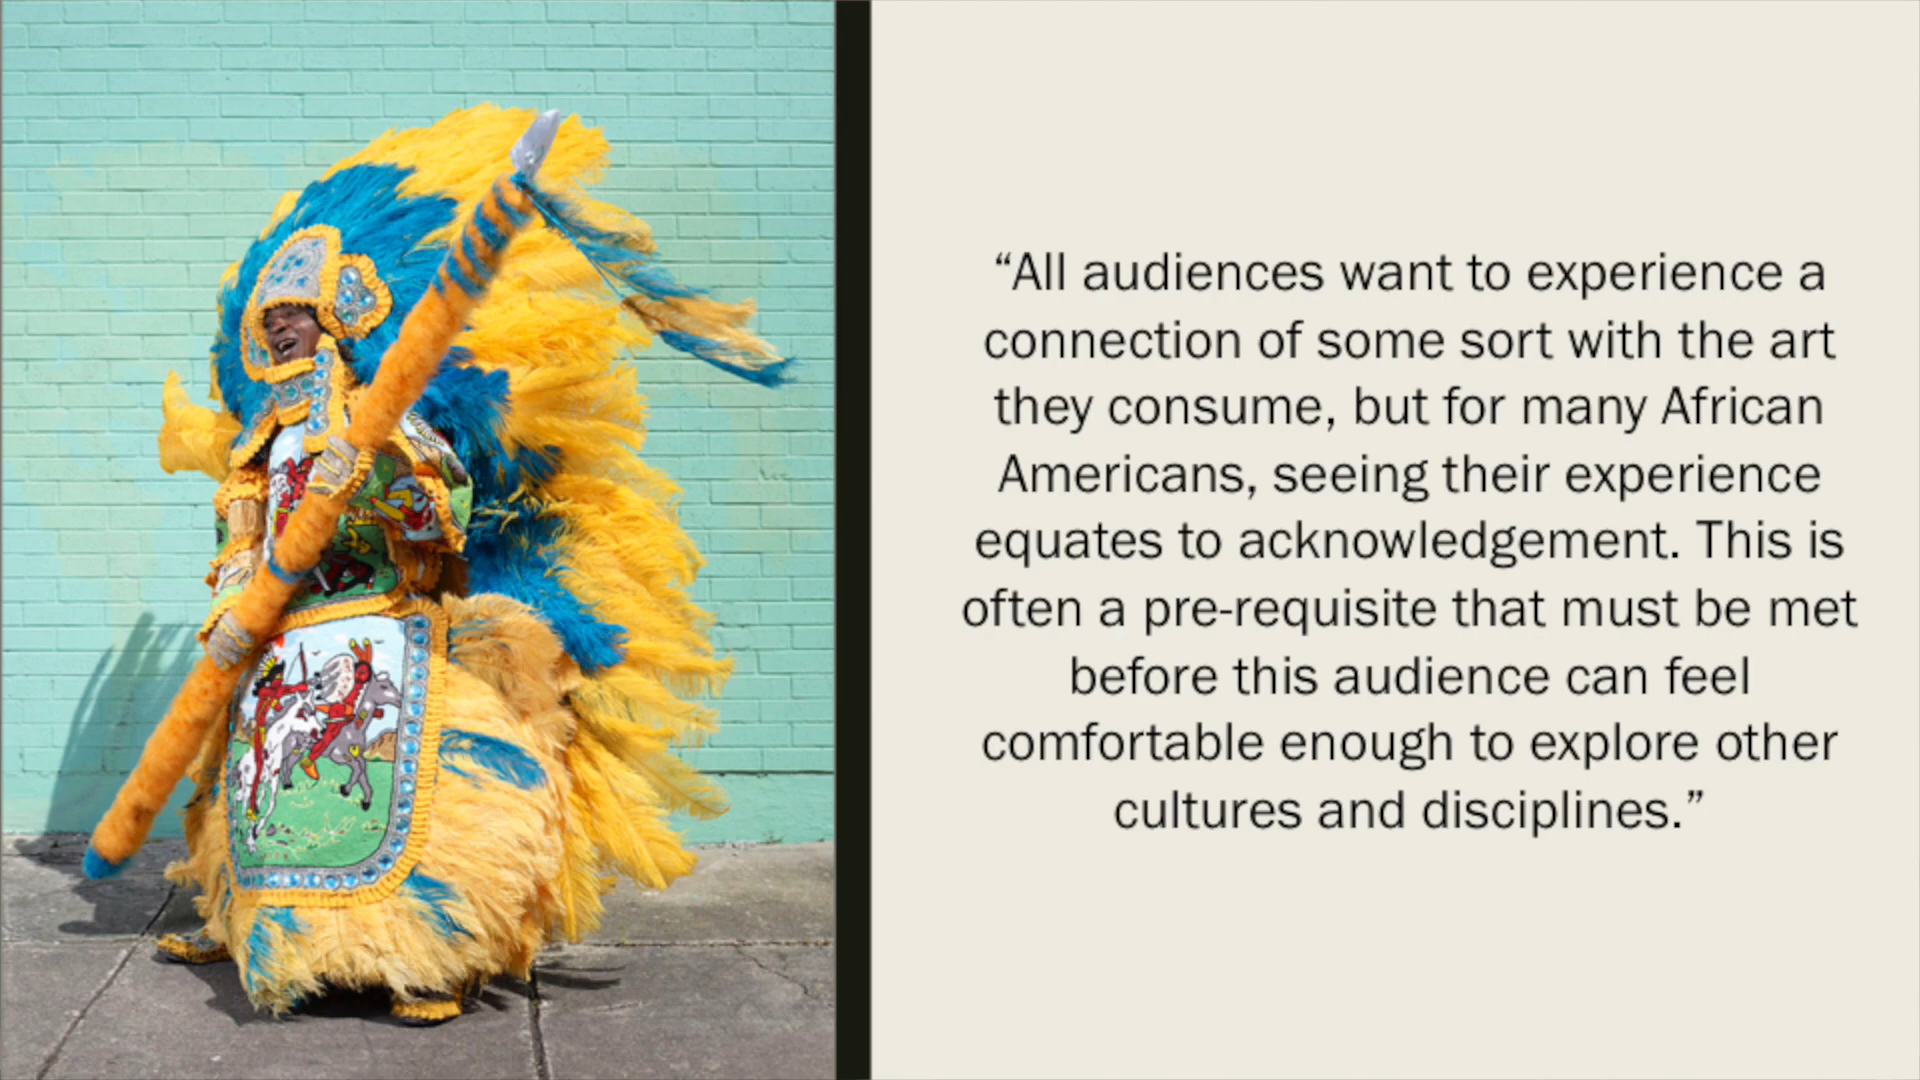 “All audiences want to experience a
connection of some sort with the art
they consume, but for many African
Americans, seeing their experience
equates to acknowledgement. This is
often a pre-requisite that must be met
before this audience can feel
comfortable enough to explore other
cultures and disciplines.”